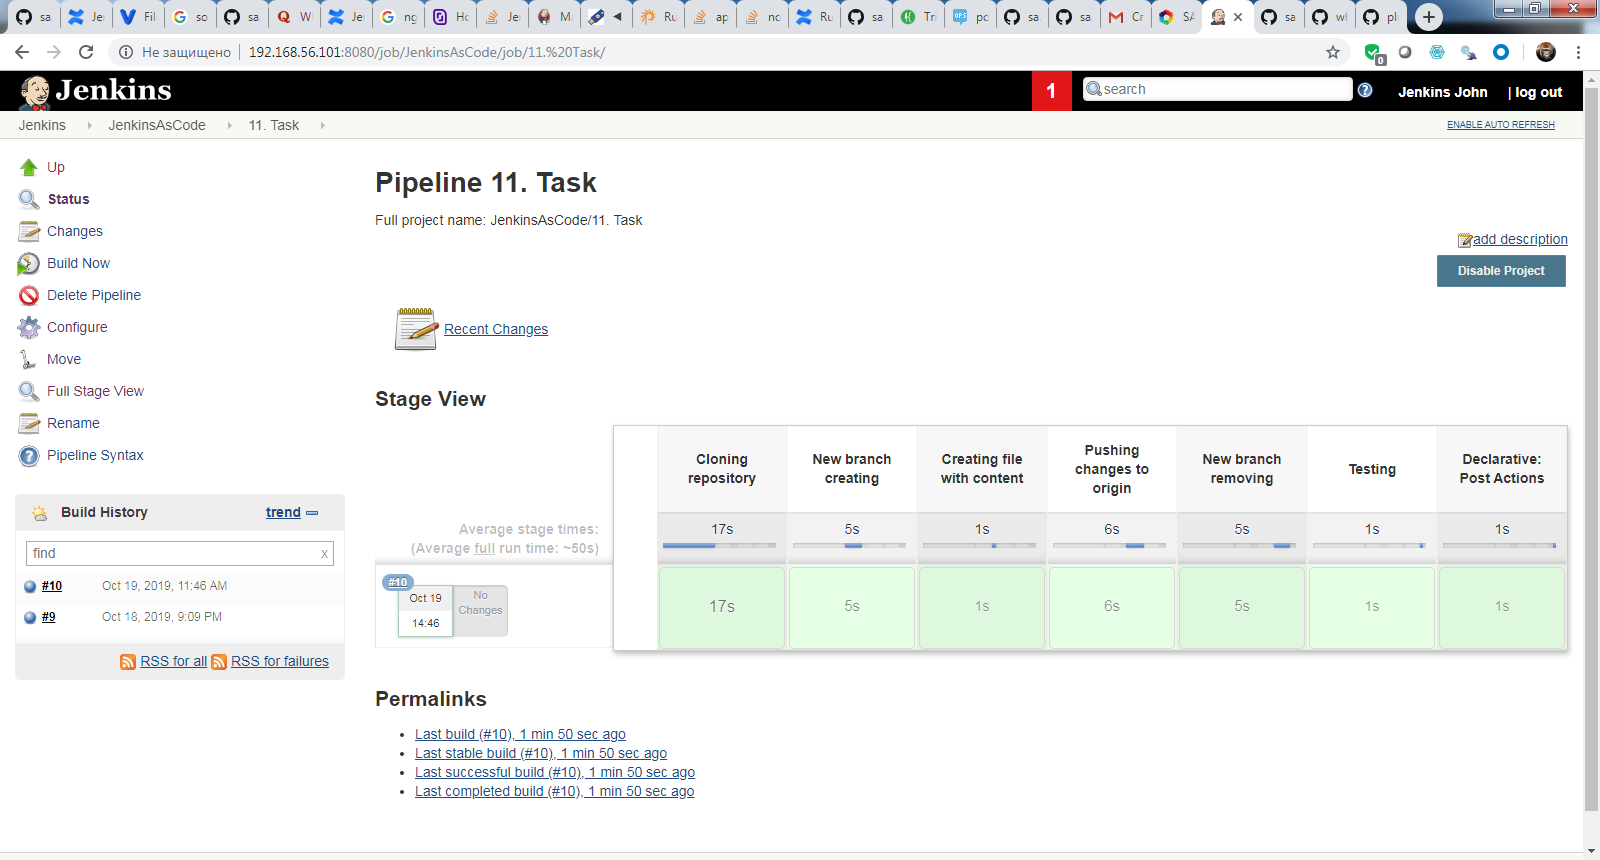 sa
Je
Fil
so
sa
W
Je
ng
Ho
Je
M
Ru
ap
no
Ru
sa
Tri
pc
sa
sa
Cr
SA
sa
wl
pl
Не защищено | 192.168.56.101:8080/job/JenkinsAsCode/job/11.%20Task/
0
Jenkins
1
search
Jenkins John
| log out
Jenkins
JenkinsAsCode
11. Task
ENABLE AUTO REFRESH
Up
Status
Changes
Build Now
Delete Pipeline
Configure
Move
Full Stage View
Rename
Pipeline Syntax
Build History
trend
find
x
#10 Oct 19, 2019, 11:46 AM
#9 Oct 18, 2019, 9:09 PM
RSS for all RSS for failures
Pipeline 11. Task
Full project name: JenkinsAsCode/11. Task
add description
Disable Project
Recent Changes
Stage View
Cloning
repository
New branch
creating
Creating file
with content
Pushing
changes to
origin
New branch
removing
Testing
Declarative:
Post Actions
Average stage times:
(Average full run time: ~50s)
17s
5s
1s
6s
5s
1s
1s
#10
Oct 19
14:46
No
Changes
17s
5s
1s
6s
5s
1s
1s
Permalinks
Last build (#10), 1 min 50 sec ago
Last stable build (#10), 1 min 50 sec ago
Last successful build (#10), 1 min 50 sec ago
Last completed build (#10), 1 min 50 sec ago